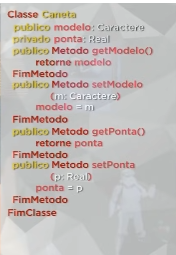 Classe Caneta
publico modelo: Caractere
privado ponta: Real
publico Metodo getModelo()
retorne modelo
FimMetodo
publico Metodo setModelo
(m: Caractere)
modelo = m
FimMetodo
publico Metodo getPonta()
retorne ponta
FimMetodo
publico Metodo setPonta
(p: Real)
ponta = p
FimMetodo
FimClasse